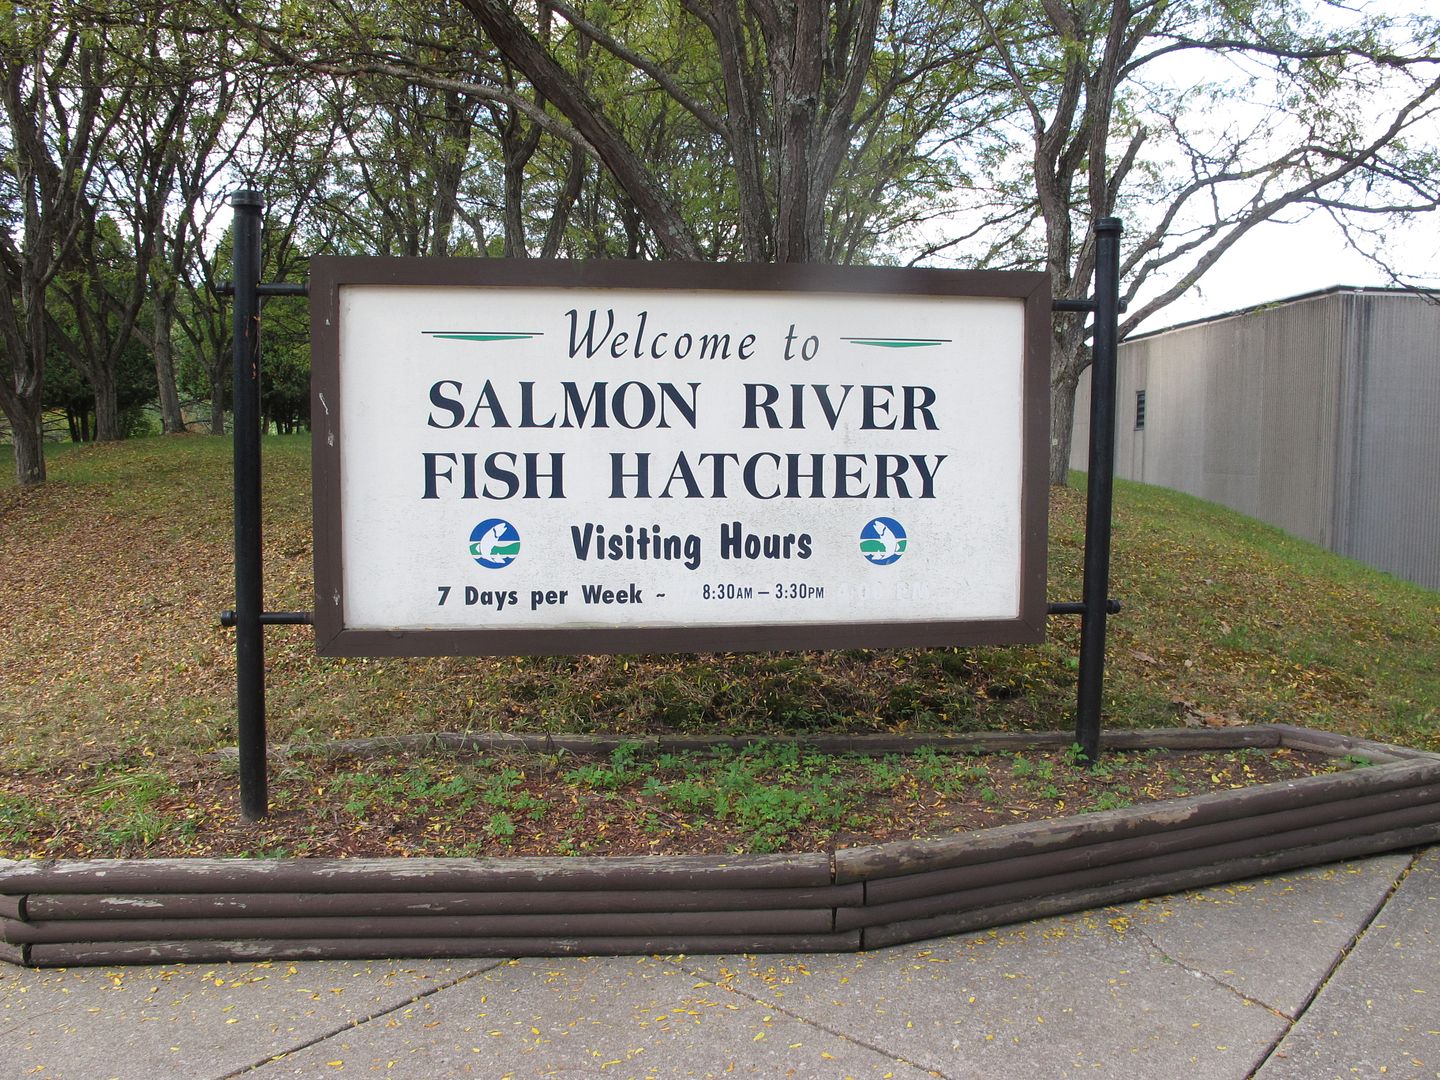 Welcome to
SALMON RIVER
FISH HATCHERY
Visiting Hours
7 Days per Week ~ 8:30AM — 3:30PM